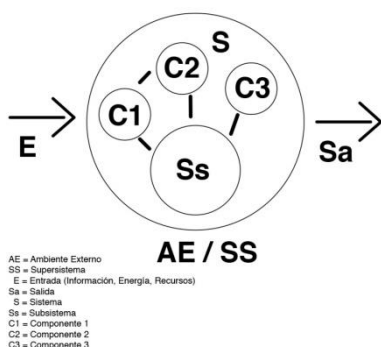 S
C2
C3
C1
E
Ss
Sa
AE / SS
AE = Ambiente Externo
SS = Supersistema
E = Entrada (Información, Energía, Recursos)
Sa = Salida
S = Sistema
Ss = Subsistema
C1 = Componente 1
C2 = Componente 2
C3 = Componente 3